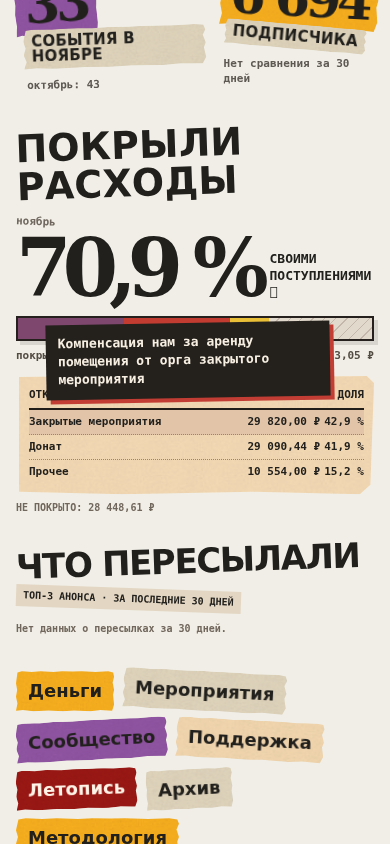 33
6 694
СОБЫТИЯ В
НОЯБРЕ
ПОДПИСЧИКА
октябрь: 43
Нет сравнения за 30
дней
ПОКРЫЛИ
РАСХОДЫ
ноябрь
70,9 %
СВОИМИ
ПОСТУПЛЕНИЯМИ
Компенсация нам за аренду
помещения от орга закрытого
мероприятия
3,05 ₽
ДОЛЯ
Закрытые мероприятия 29 820,00 ₽ 42,9 %
Донат 29 090,44 ₽ 41,9 %
Прочее 10 554,00 ₽ 15,2 %
НЕ ПОКРЫТО: 28 448,61 ₽
ЧТО ПЕРЕСЫЛАЛИ
ТОП-3 АНОНСА · ЗА ПОСЛЕДНИЕ 30 ДНЕЙ
Нет данных о пересылках за 30 дней.
Деньги
Мероприятия
Сообщество
Поддержка
Летопись
Архив
Методология